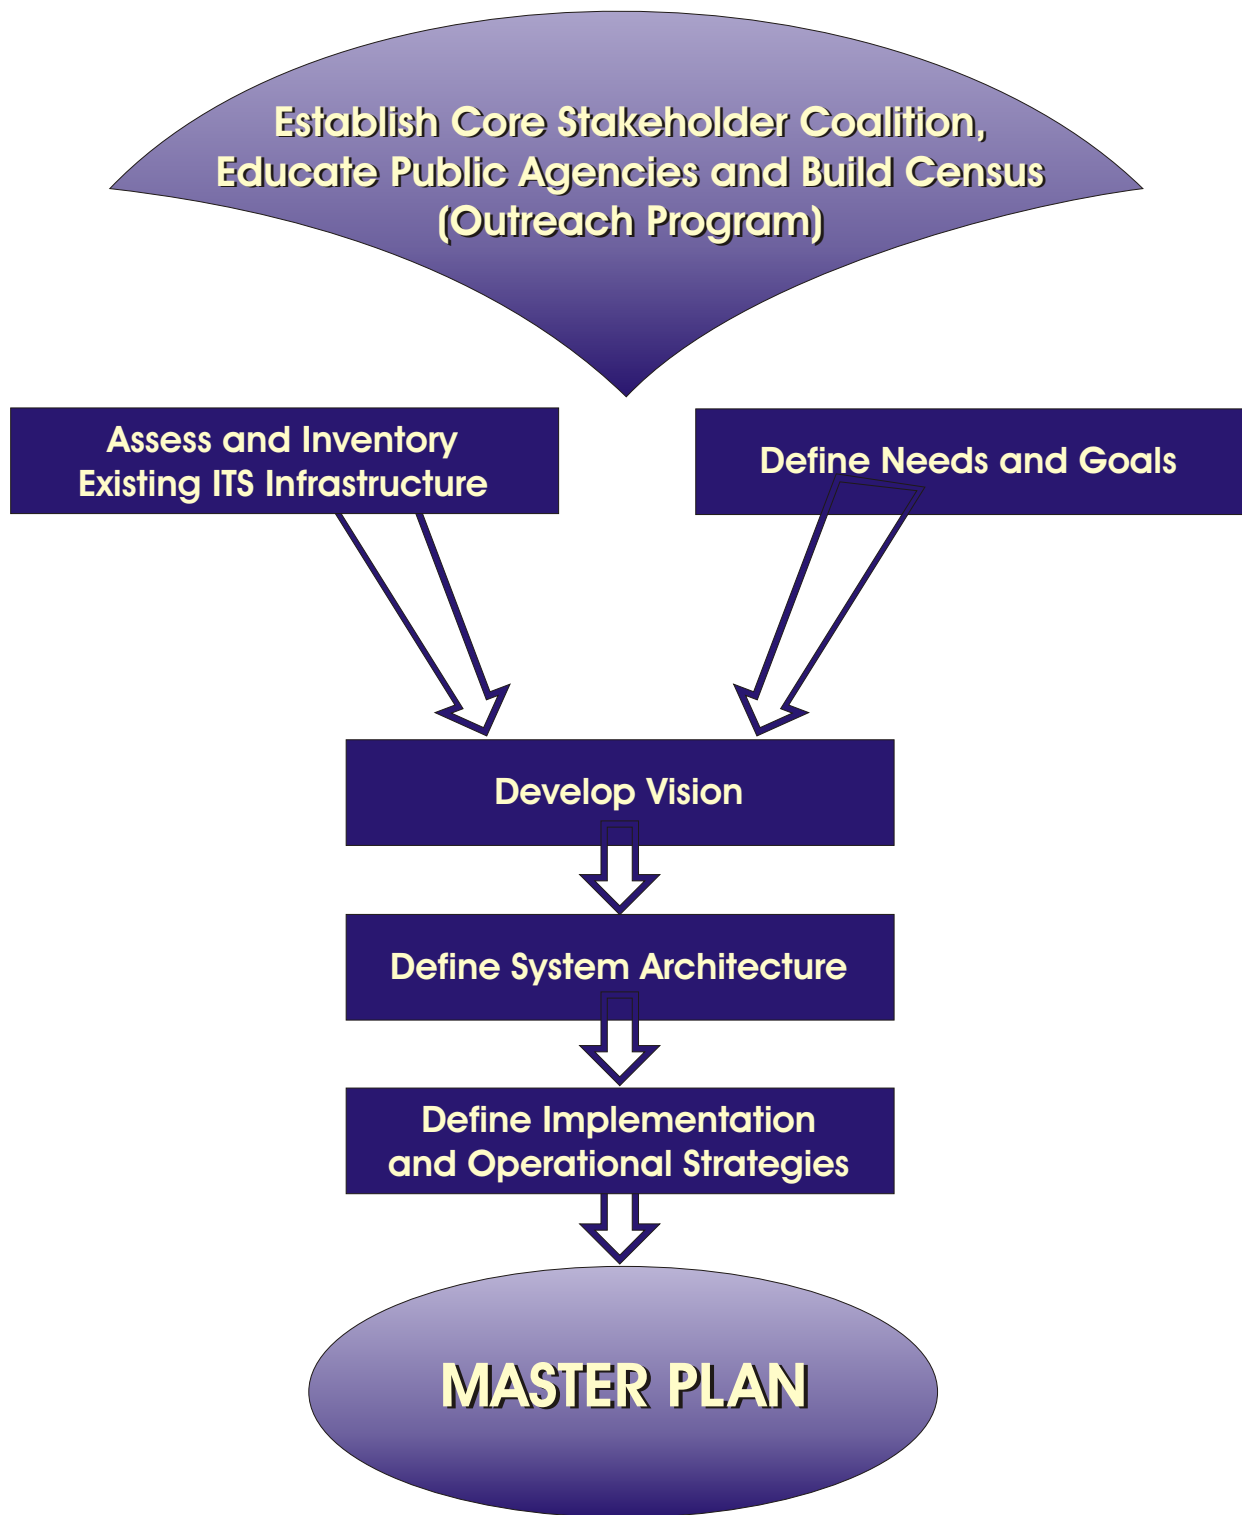 Establish Core Stakeholder Coalition,
Educate Public Agencies and Build Census
(Outreach Program)
Assess and Inventory
Existing ITS Infrastructure
Define Needs and Goals
Develop Vision
Define System Architecture
Define Implementation
and Operational Strategies
MASTER PLAN